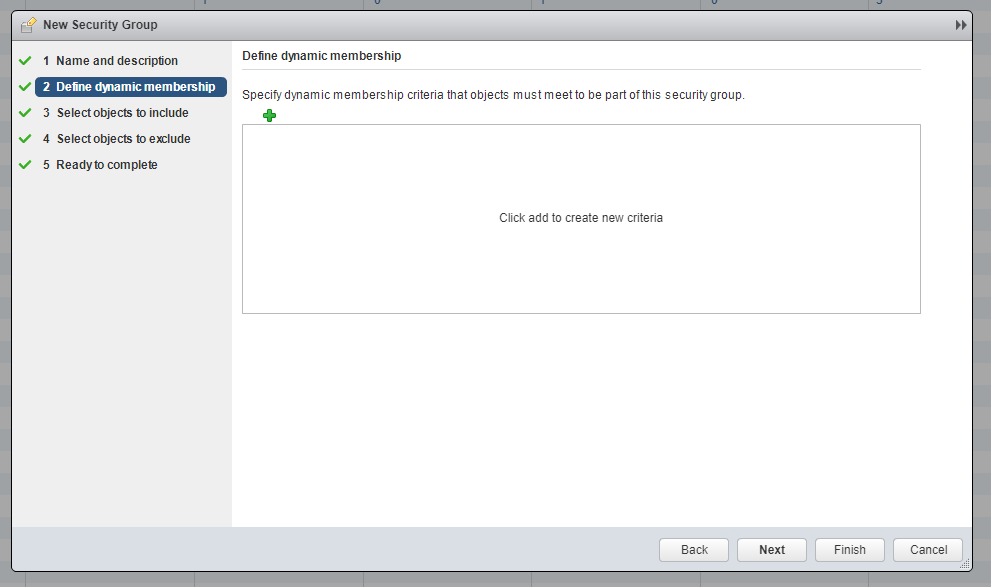 New Security Group
1 Name and description
2 Define dynamic membership
3 Select objects to include
4 Select objects to exclude
5 Ready to complete
Define dynamic membership
Specify dynamic membership criteria that objects must meet to be part of this security group.
Click add to create new criteria
Back Next Finish Cancel